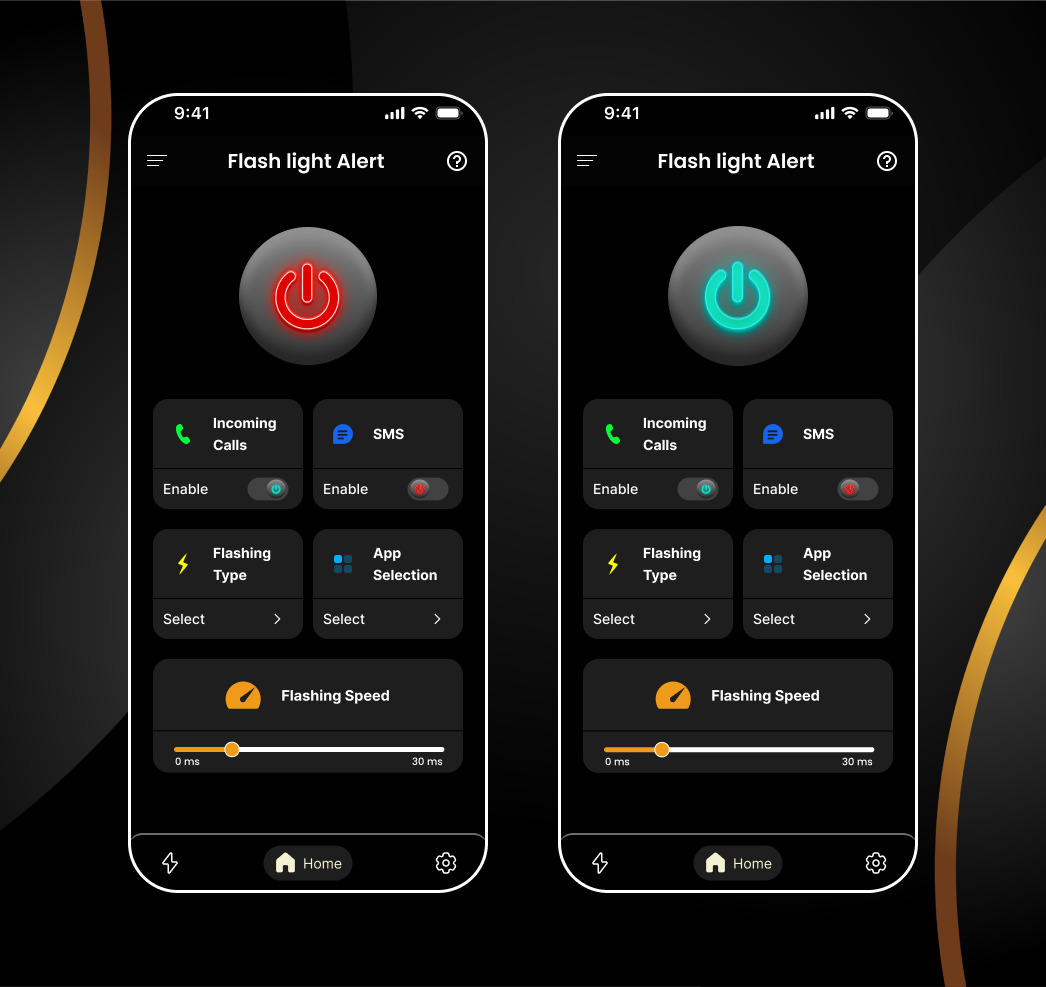 9:41
Flash light Alert
Incoming
Calls
SMS
Enable
Enable
Flashing
Type
App
Selection
Select
Select
Flashing Speed
0 ms
30 ms
Home
9:41
Flash light Alert
Incoming
Calls
SMS
Enable
Enable
Flashing
Type
App
Selection
Select
Select
Flashing Speed
0 ms
30 ms
Home